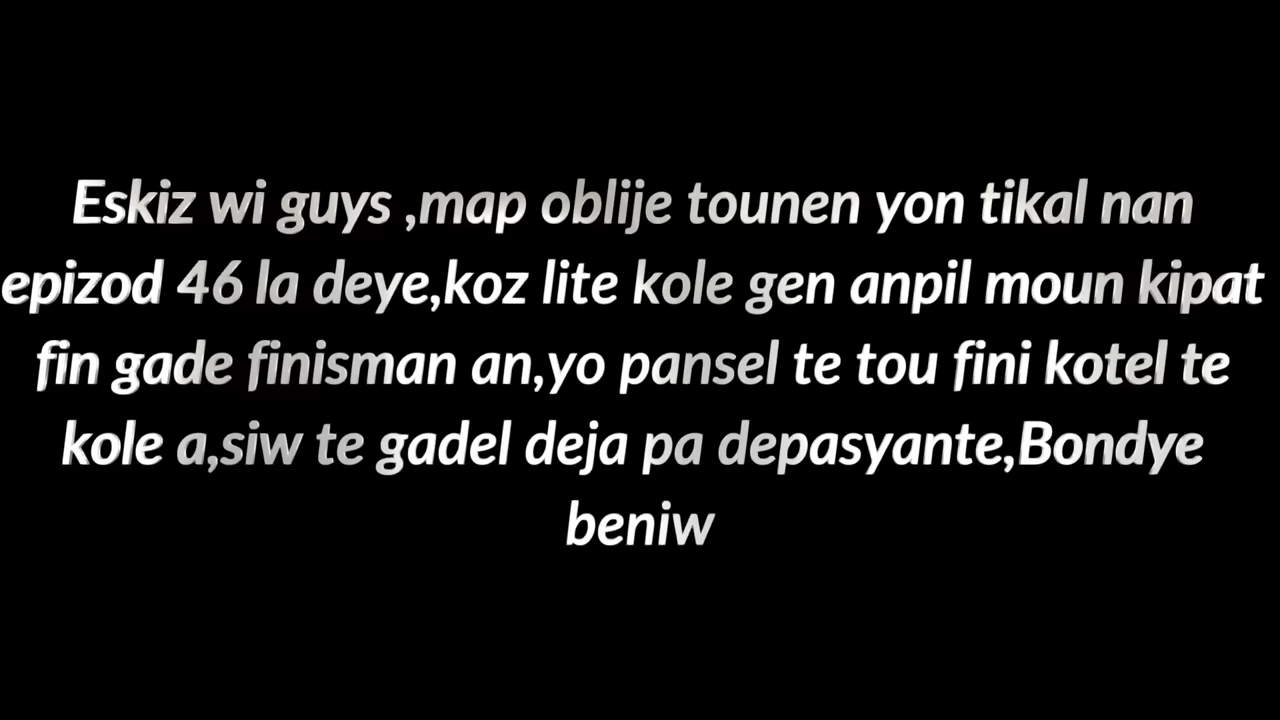 Eskiz wi guys ,map oblije tounen yon tikal nan
epizod 46 la deye,koz lite kole gen anpil moun kipat
fin gade finisman an,yo pansel te tou fini kotel te
kole a,siw te gadel deja pa depasyante,Bondye
beniw